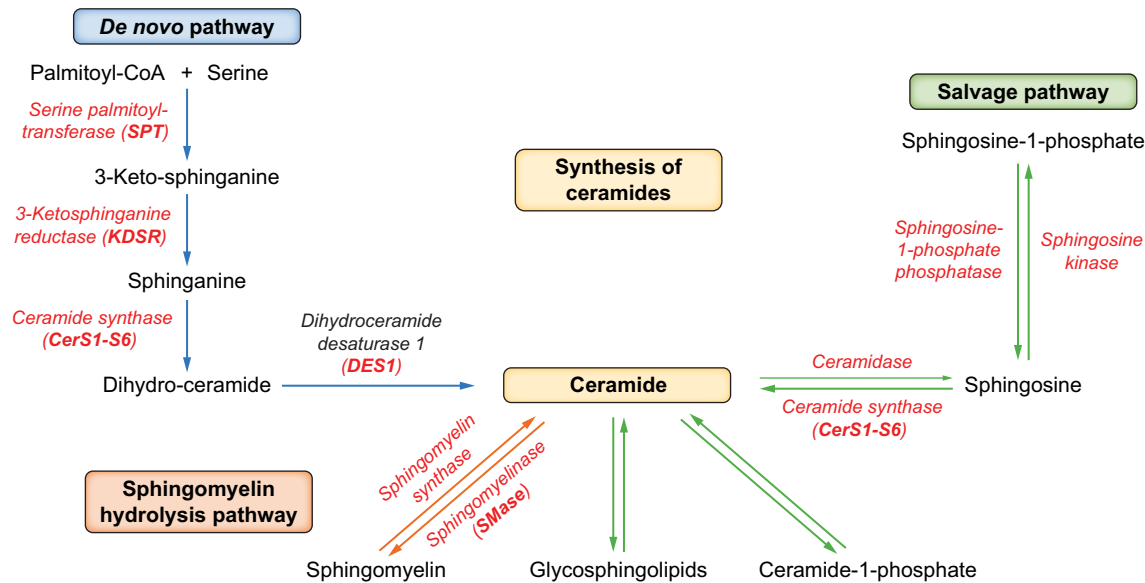 De novo pathway
Palmitoyl-CoA + Serine
Serine palmitoyl-
transferase (SPT)
3-Keto-sphinganine
3-Ketosphinganine
reductase (KDSR)
Sphinganine
Ceramide synthase
(CerS1-S6)
Dihydro-ceramide
Dihydroceramide
desaturase 1
(DES1)
Synthesis of
ceramides
Ceramide
Salvage pathway
Sphingosine-1-phosphate
Sphingosine-
1-phosphate
phosphatase
Sphingosine
kinase
Ceramidase
Ceramide synthase
(CerS1-S6)
Sphingosine
Sphingomyelin
hydrolysis pathway
Sphingomyelin
synthase
Sphingomyelinase
(SMase)
Sphingomyelin
Glycosphingolipids
Ceramide-1-phosphate